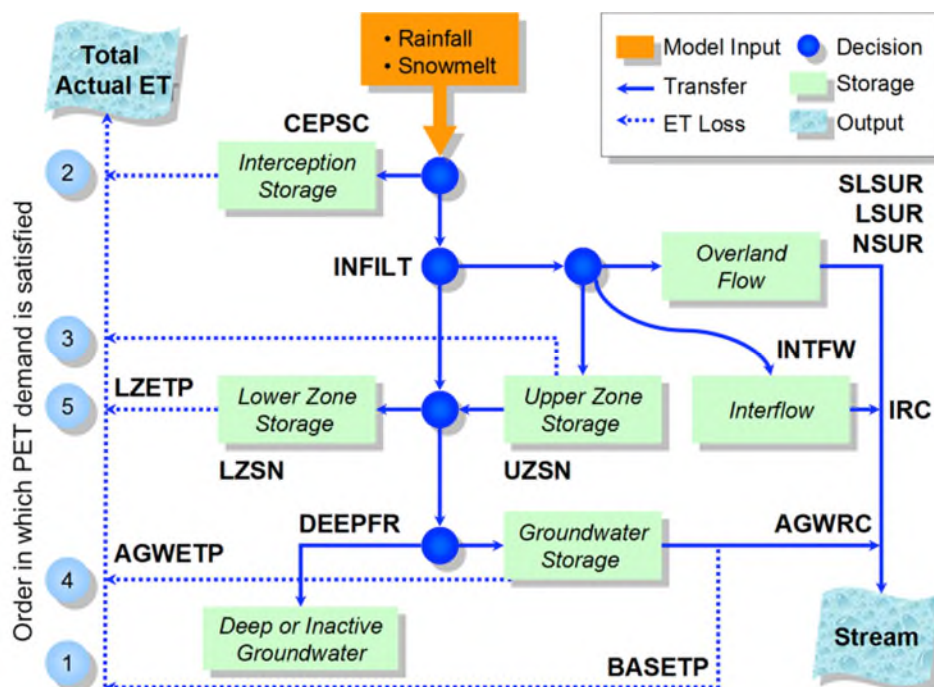 Total
Actual ET
• Rainfall
• Snowmelt
Model Input
Decision
Transfer
Storage
ET Loss
Output
CEPSC
2
Interception
Storage
SLSUR
LSUR
NSUR
INFILT
Overland
Flow
Order in which PET demand is satisfied
3
INTFW
LZETP
5
Lower Zone
Storage
Upper Zone
Storage
Interflow
IRC
LZSN
UZSN
DEEPFR
Groundwater
Storage
AGWRC
AGWETP
4
Deep or Inactive
Groundwater
Stream
1
BASETP